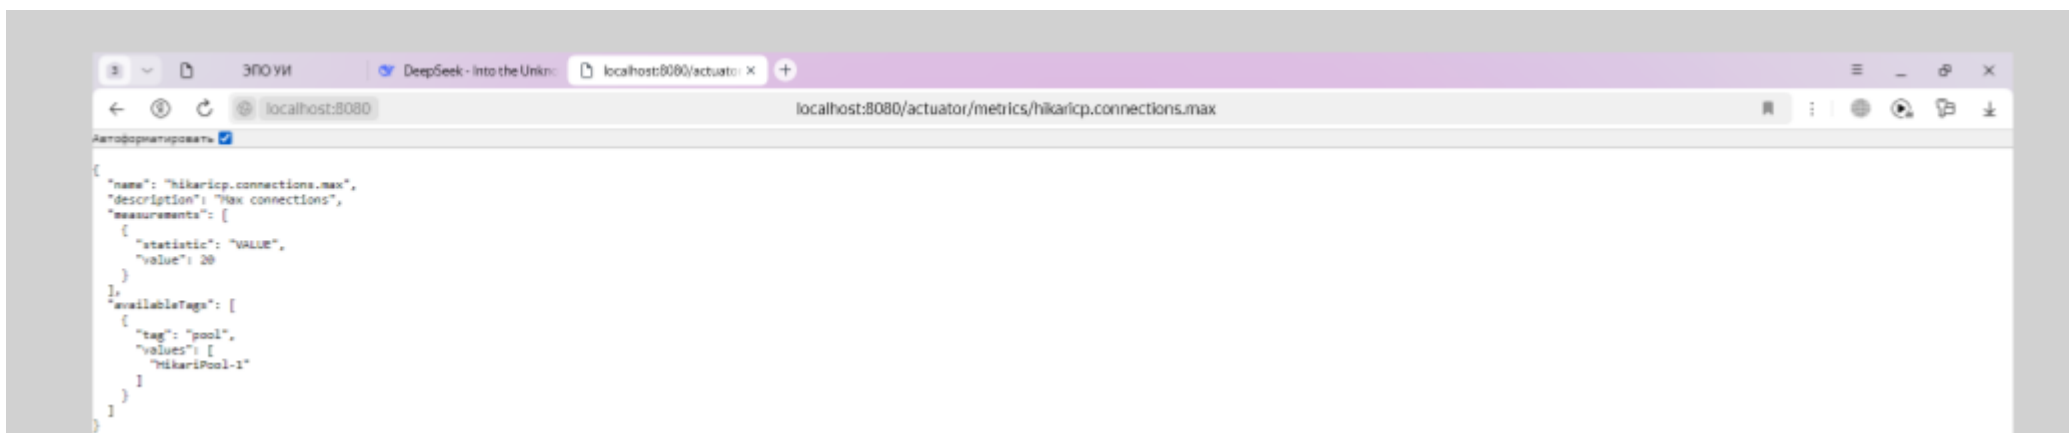 3 ЭПО УИ DeepSeek - Into the Unkn localhost:8080/actuato
localhost:8080 localhost:8080/actuator/metrics/hikaricp.connections.max
Автоформатировать
{
"name": "hikaricp.connections.max",
"description": "Max connections",
"measurements": [
{
"statistic": "VALUE",
"value": 20
}
],
"availableTags": [
{
"tag": "pool",
"values": [
"HikariPool-1"
]
}
]
}